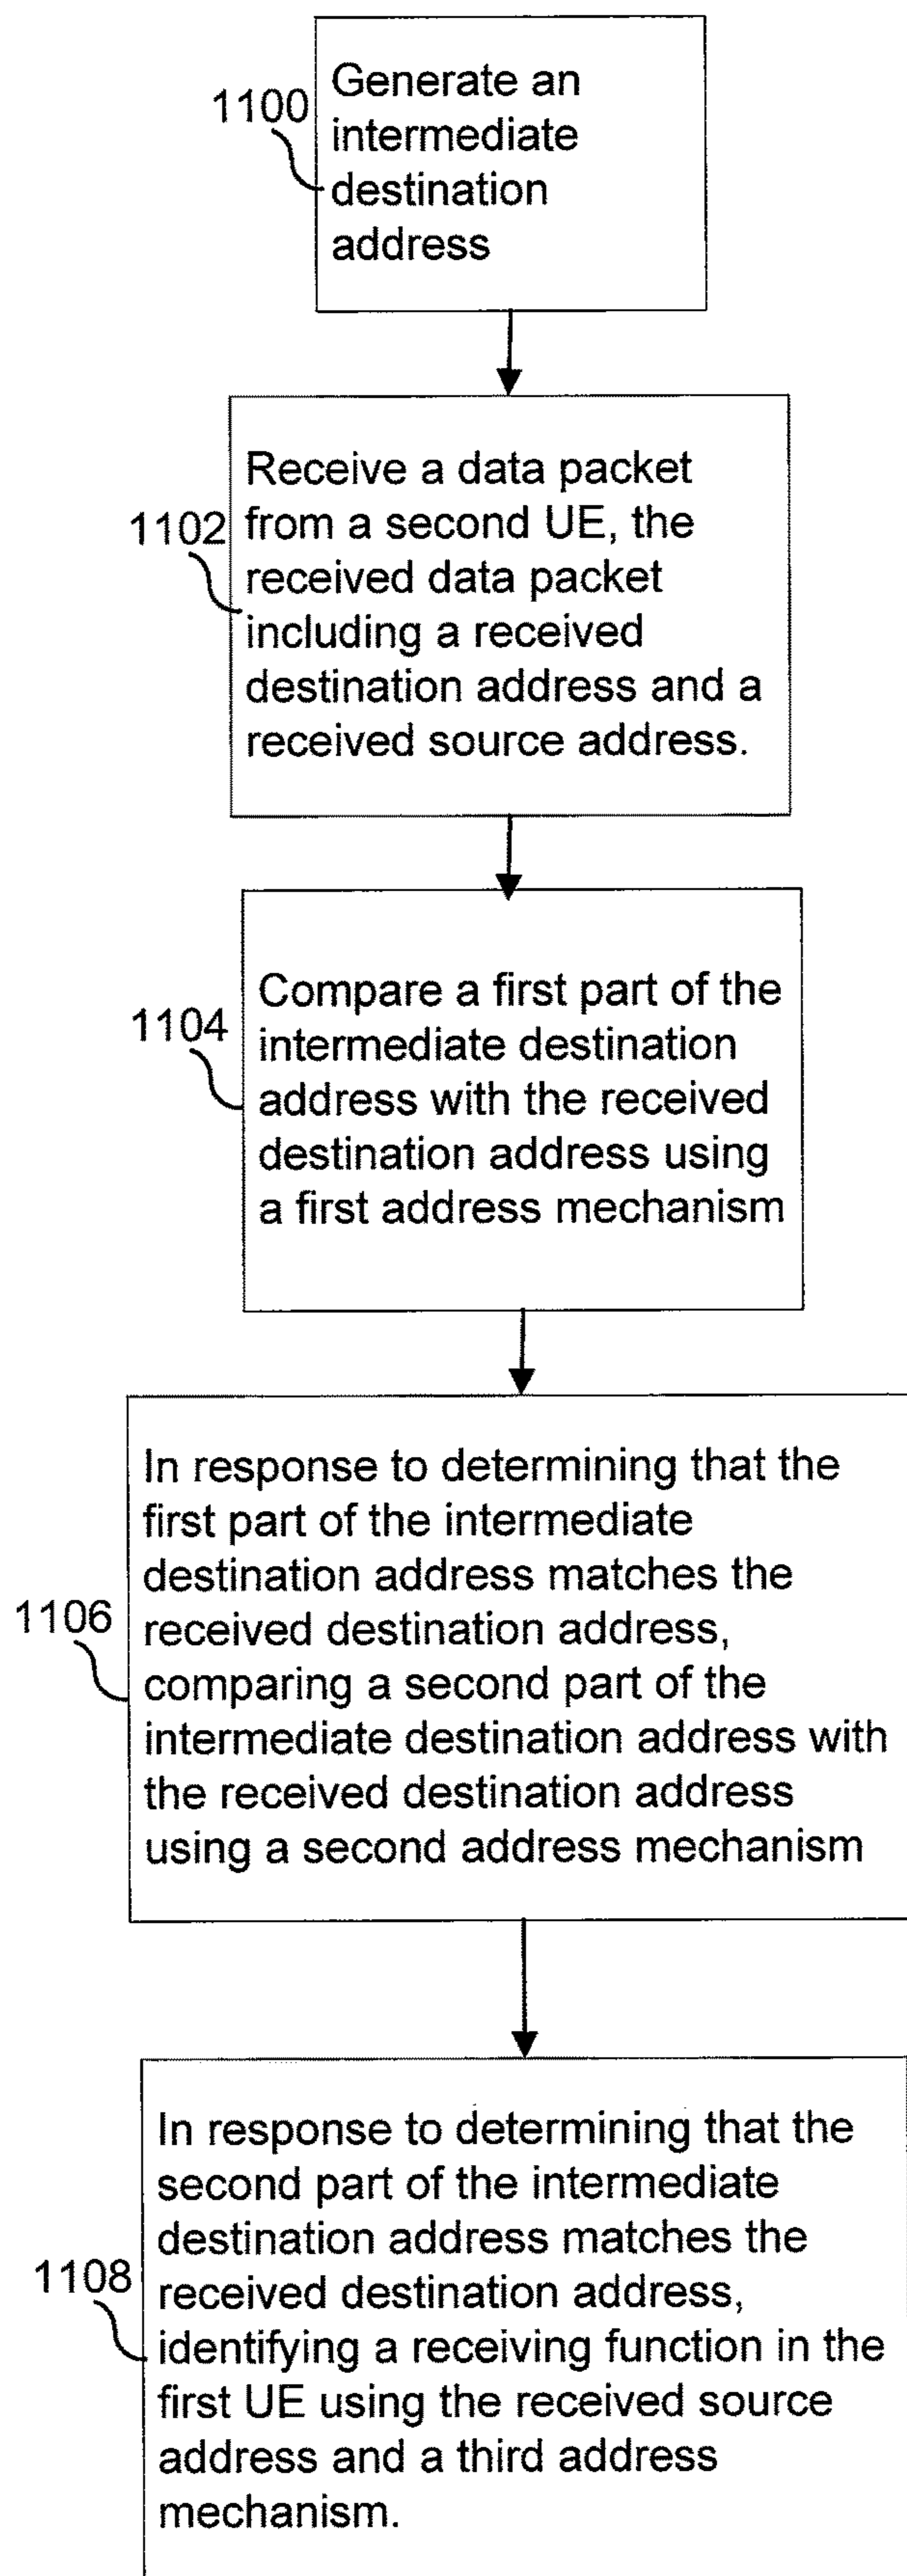 1100
Generate an
intermediate
destination
address
1102
Receive a data packet
from a second UE, the
received data packet
including a received
destination address and a
received source address.
1104
Compare a first part of the
intermediate destination
address with the received
destination address using
a first address mechanism
1106
In response to determining that the
first part of the intermediate
destination address matches the
received destination address,
comparing a second part of the
intermediate destination address with
the received destination address
using a second address mechanism
1108
In response to determining that the
second part of the intermediate
destination address matches the
received destination address,
identifying a receiving function in the
first UE using the received source
address and a third address
mechanism.